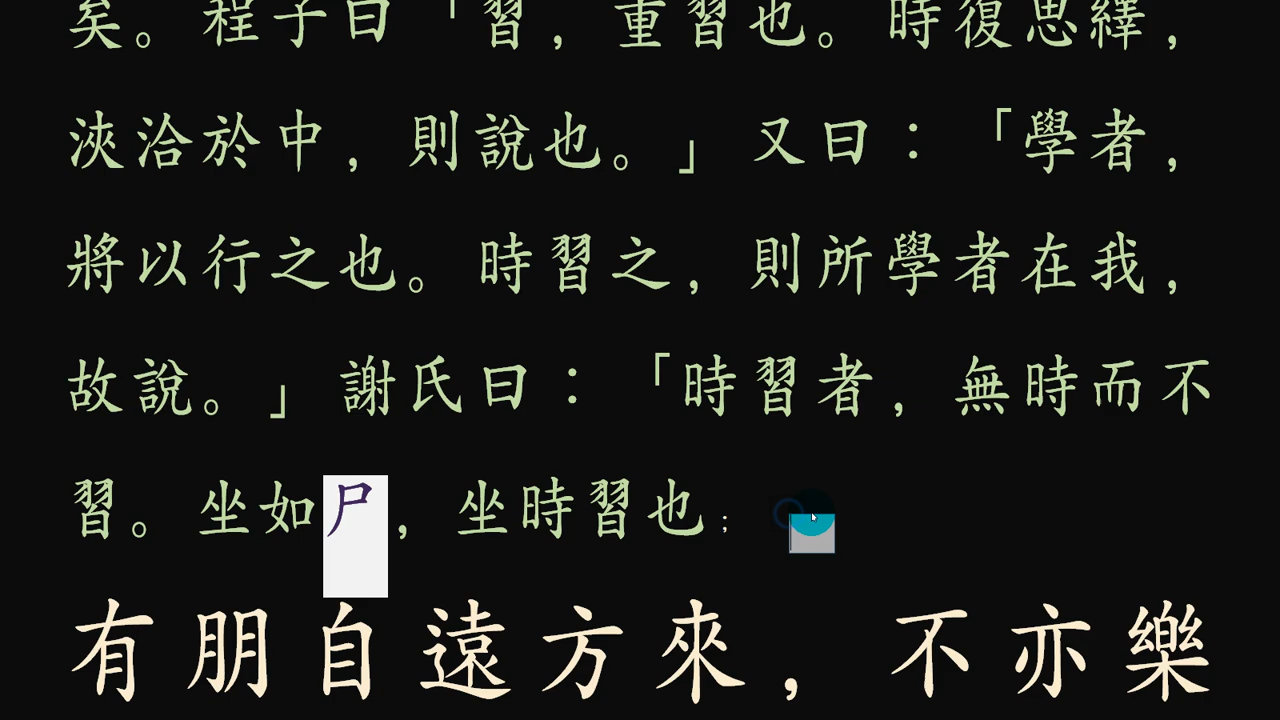 矣。程子曰「習，重習也。時復思繹，
浹洽於中，則說也。」又曰：「學者，
將以行之也。時習之，則所學者在我，
故說。」謝氏曰：「時習者，無時而不
習。坐如尸，坐時習也；
有朋自遠方來，不亦樂